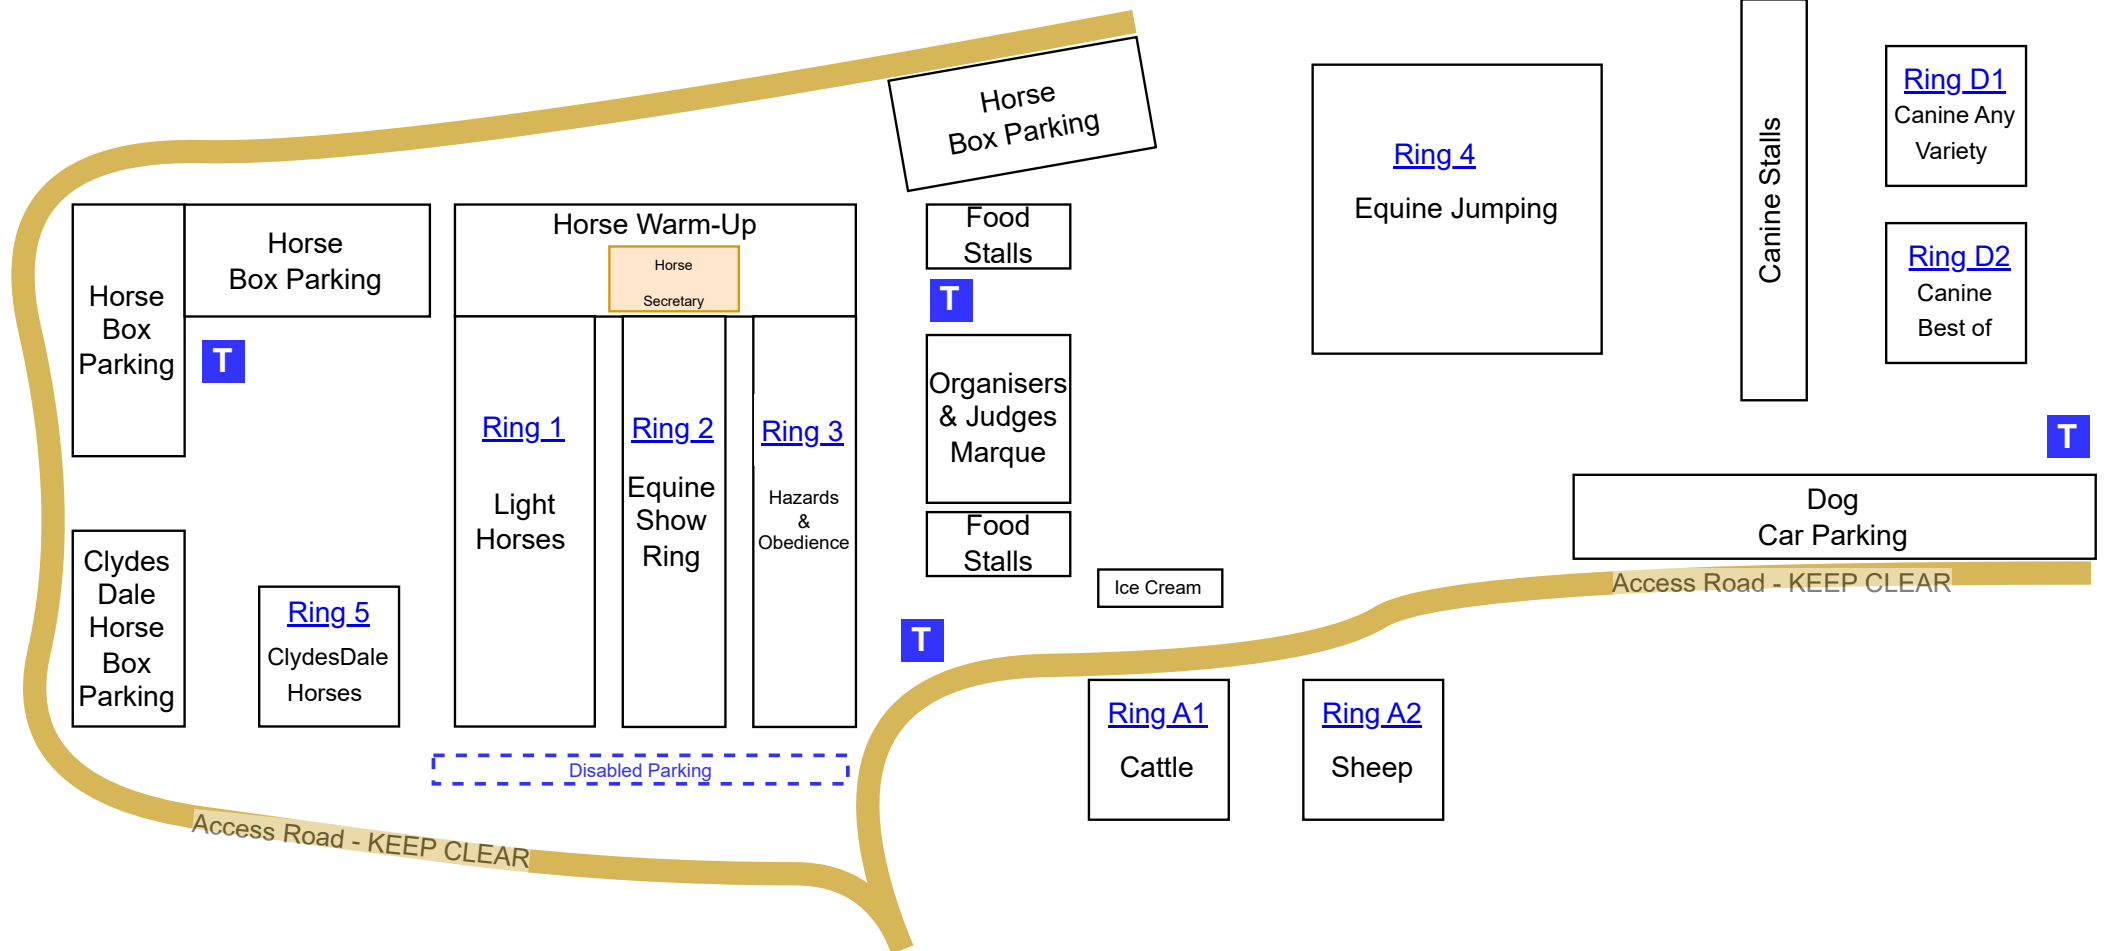 Horse
Box Parking
Ring 4
Equine Jumping
Canine Stalls
Ring D1
Canine Any
Variety
Ring D2
Canine
Best of
Horse
Box
Parking
Horse
Box Parking
T
Horse Warm-Up
Horse
Secretary
Food
Stalls
T
Organisers
& Judges
Marque
Food
Stalls
Ring 1
Light
Horses
Ring 2
Equine
Show
Ring
Ring 3
Hazards
&
Obedience
T
Dog
Car Parking
Access Road - KEEP CLEAR
Ice Cream
T
Clydes
Dale
Horse
Box
Parking
Ring 5
ClydesDale
Horses
Ring A1
Cattle
Ring A2
Sheep
Disabled Parking
Access Road - KEEP CLEAR